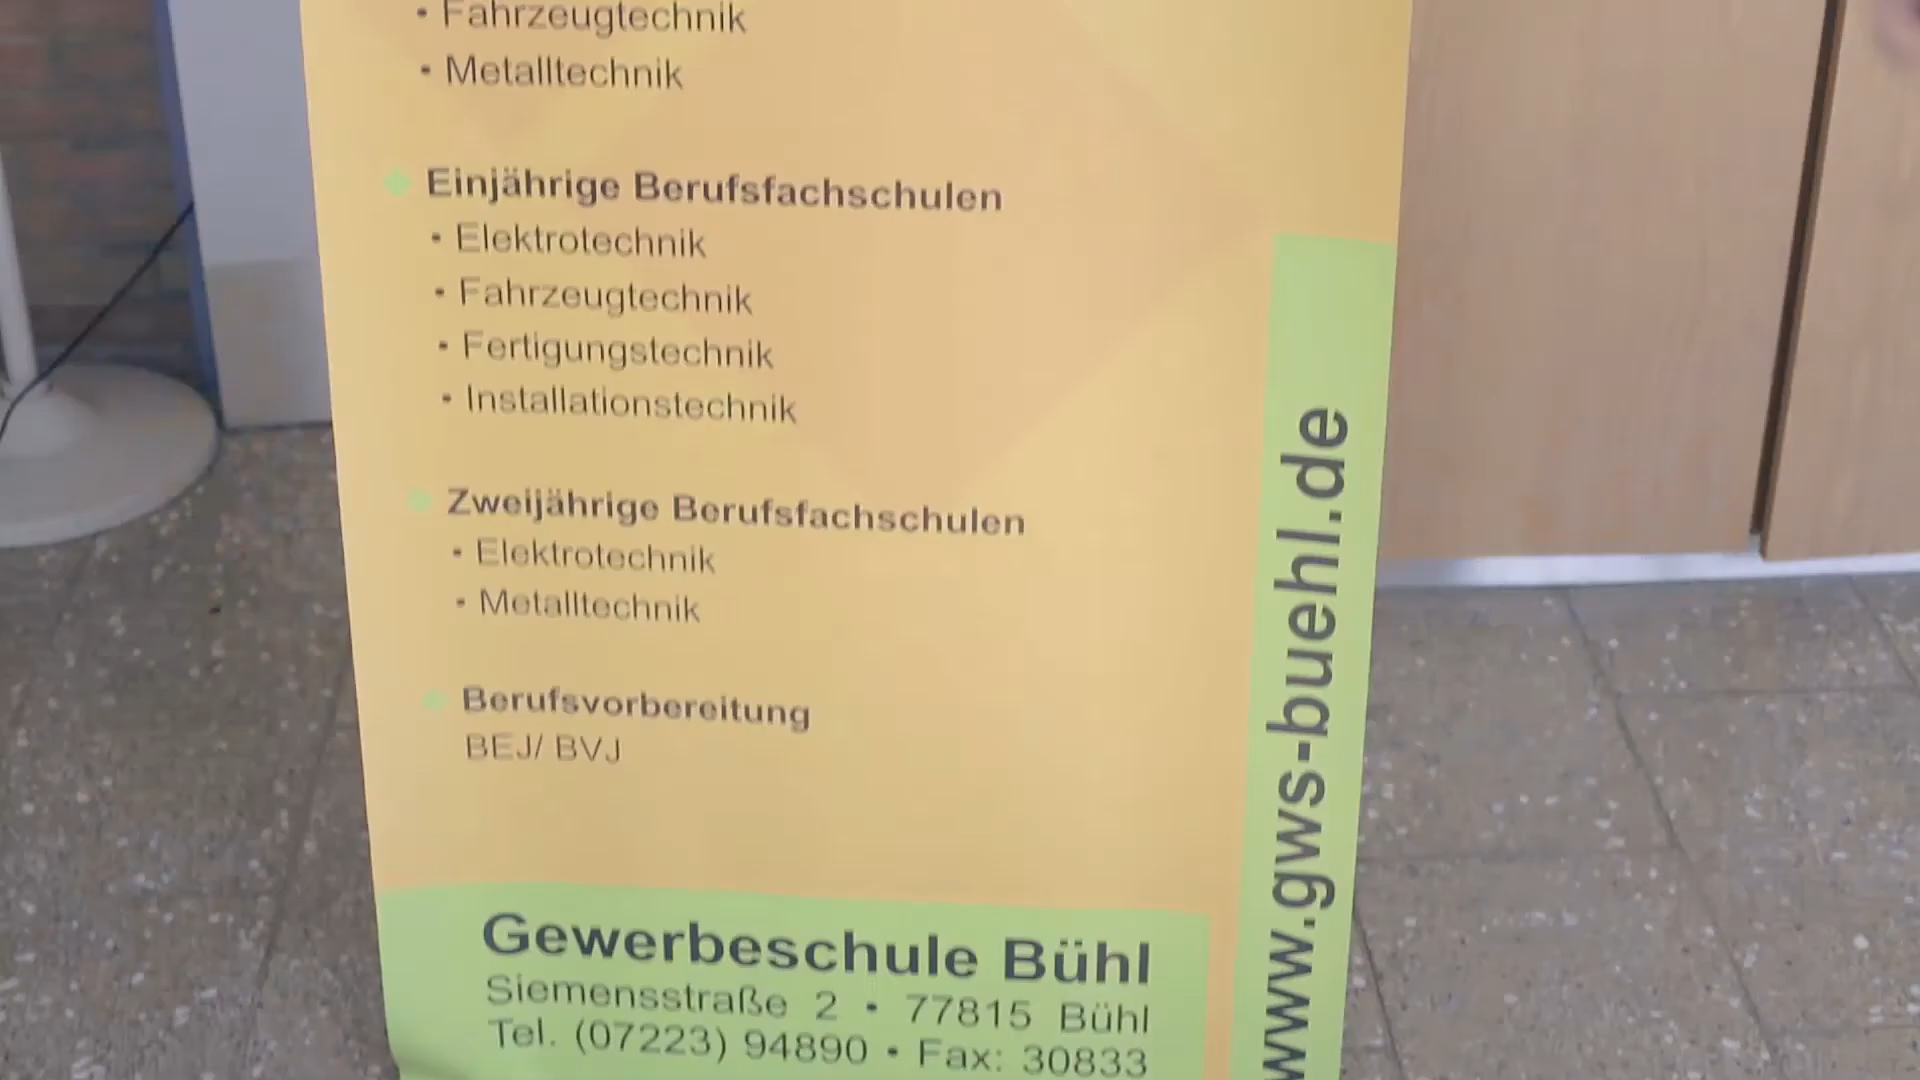 • Fahrzeugtechnik
• Metalltechnik
Einjährige Berufsfachschulen
• Elektrotechnik
• Fahrzeugtechnik
• Fertigungstechnik
• Installationstechnik
Zweijährige Berufsfachschulen
• Elektrotechnik
• Metalltechnik
Berufsvorbereitung
BEJ/ BVJ
Gewerbeschule Bühl
Siemensstraße 2 • 77815 Bühl
Tel. (07223) 94890 • Fax: 30833
www.gws-buehl.de